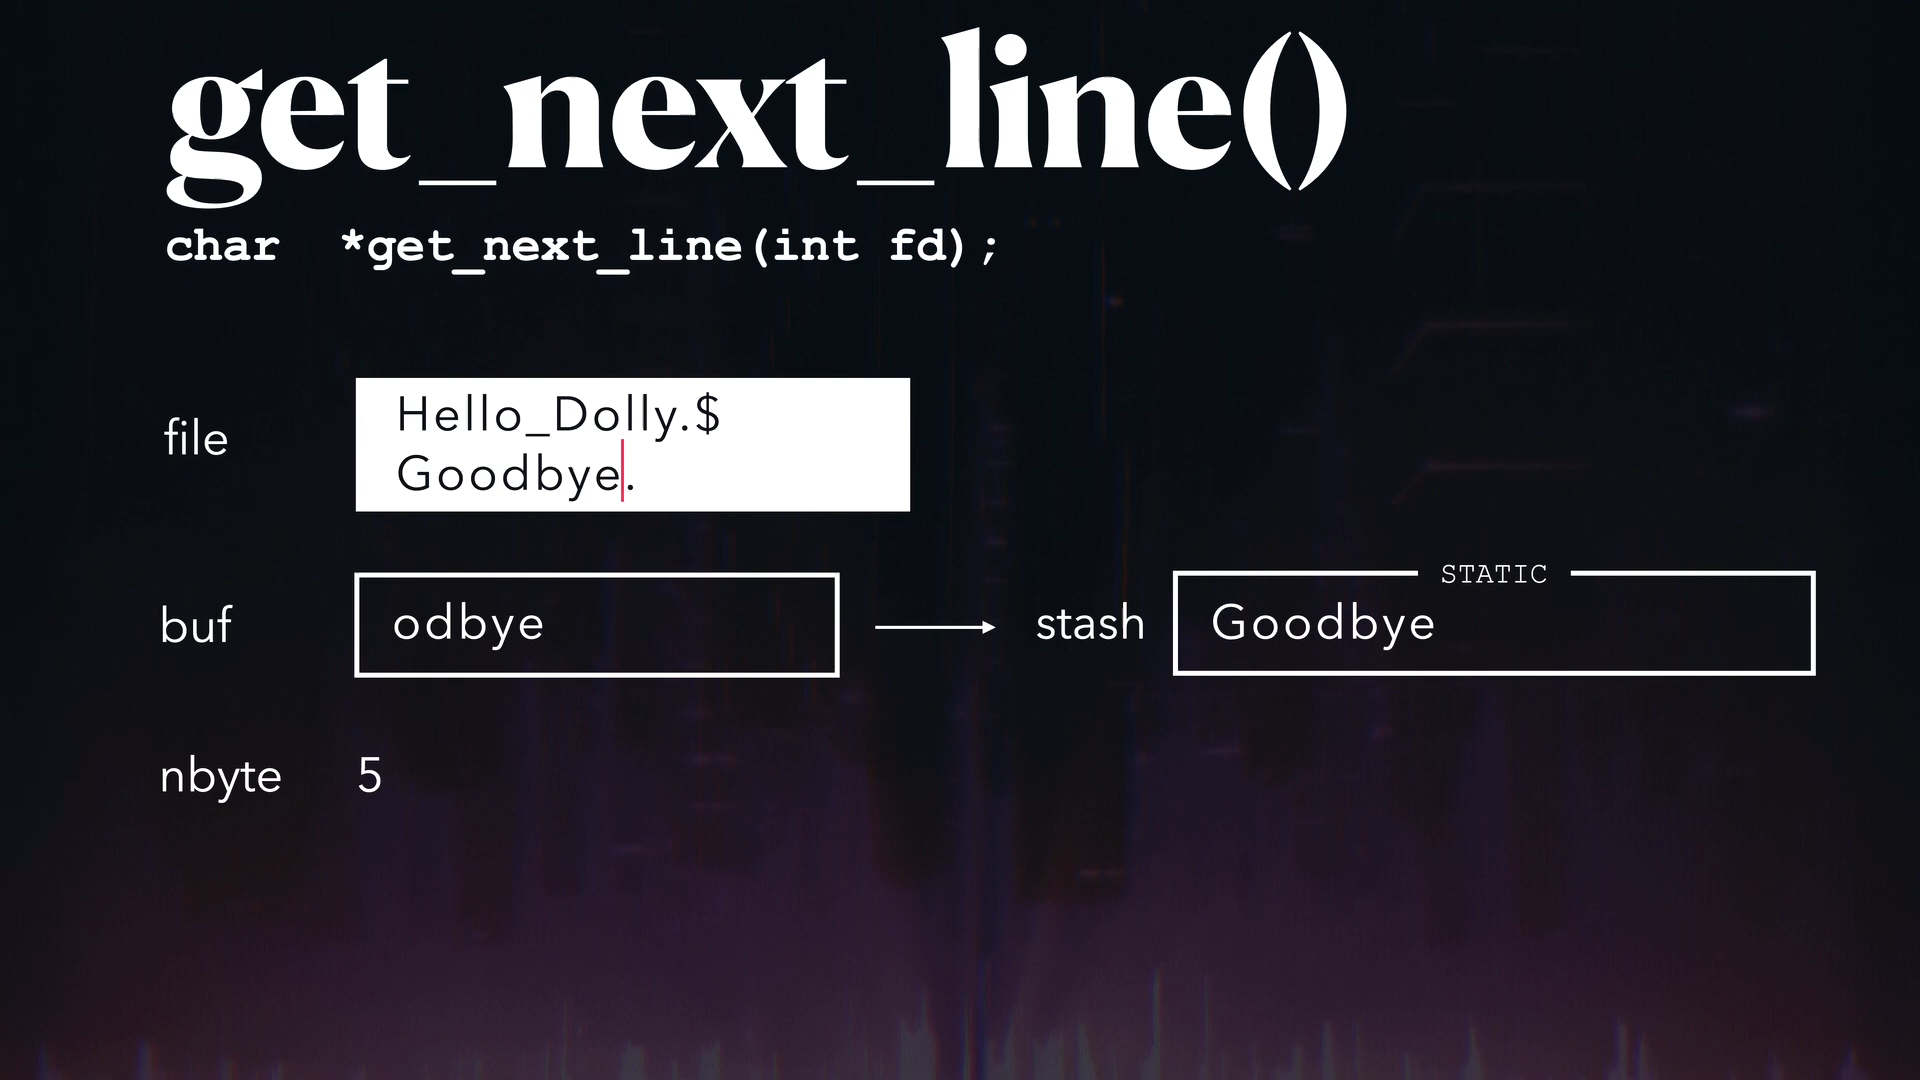 get_next_line()
char *get_next_line(int fd);
file
Hello_Dolly.$
Goodbye.
buf
odbye
stash
STATIC
Goodbye
nbyte
5